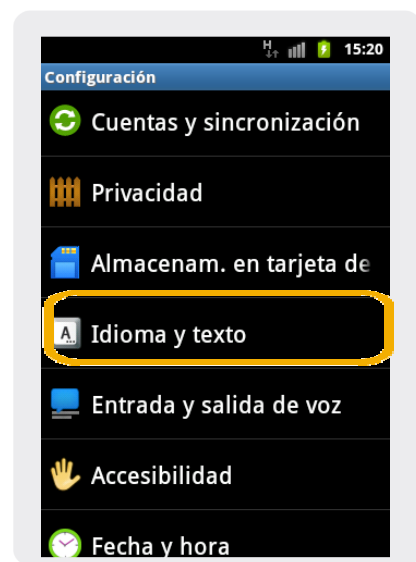 H 15:20
Configuración
Cuentas y sincronización
Privacidad
Almacenam. en tarjeta de
A Idioma y texto
Entrada y salida de voz
Accesibilidad
Fecha y hora